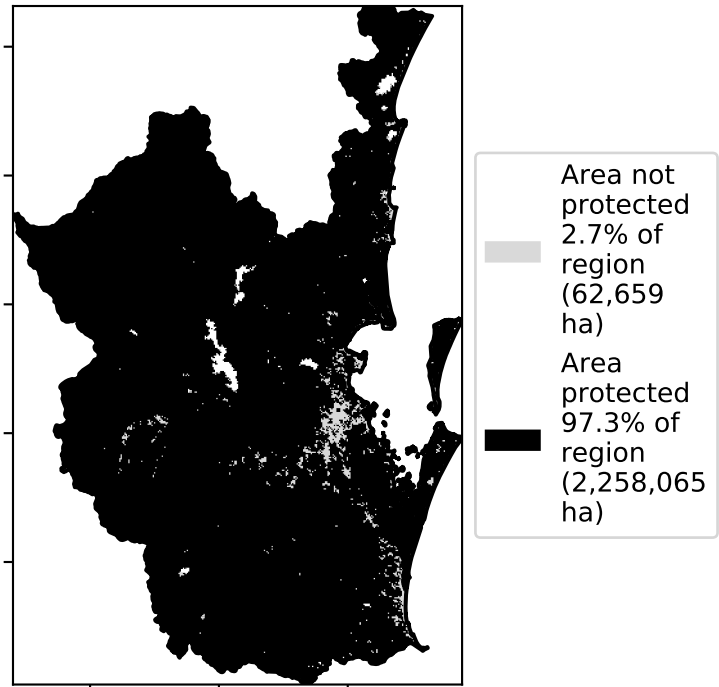 Area not
protected
2.7% of
region
(62,659
ha)
Area
protected
97.3% of
region
(2,258,065
ha)